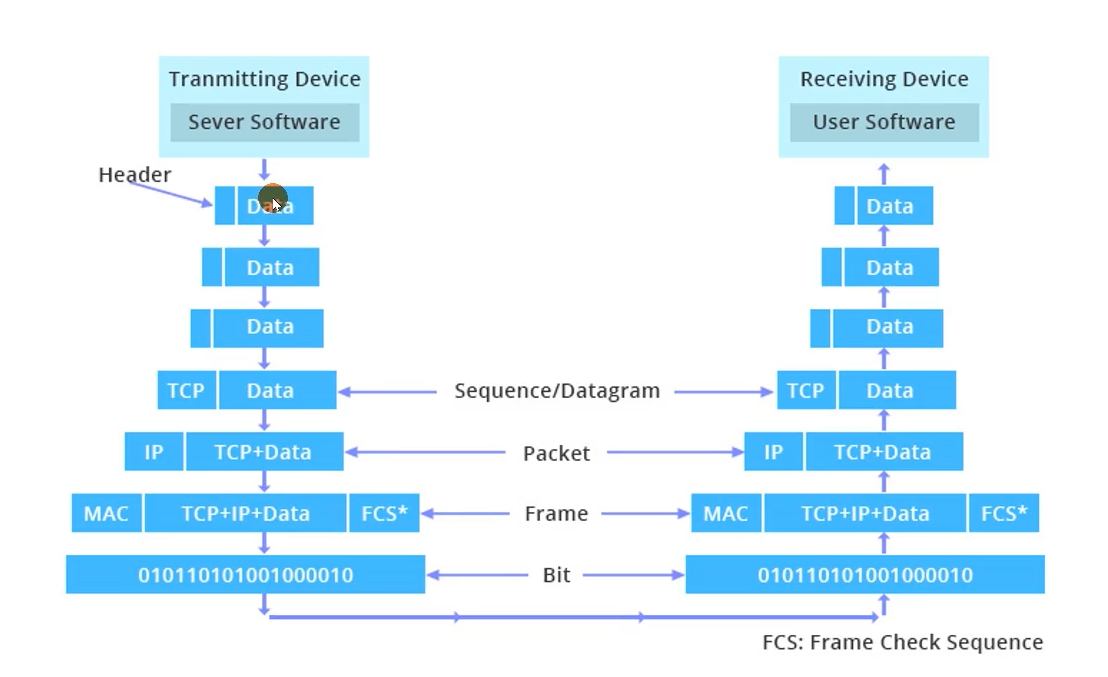 Tranmitting Device
Sever Software
Receiving Device
User Software
Header
Data
Data
Data
Data
Data
Data
TCP Data
Sequence/Datagram
TCP Data
IP TCP+Data
Packet
IP TCP+Data
MAC TCP+IP+Data FCS*
Frame
MAC TCP+IP+Data FCS*
010110101001000010
Bit
010110101001000010
FCS: Frame Check Sequence